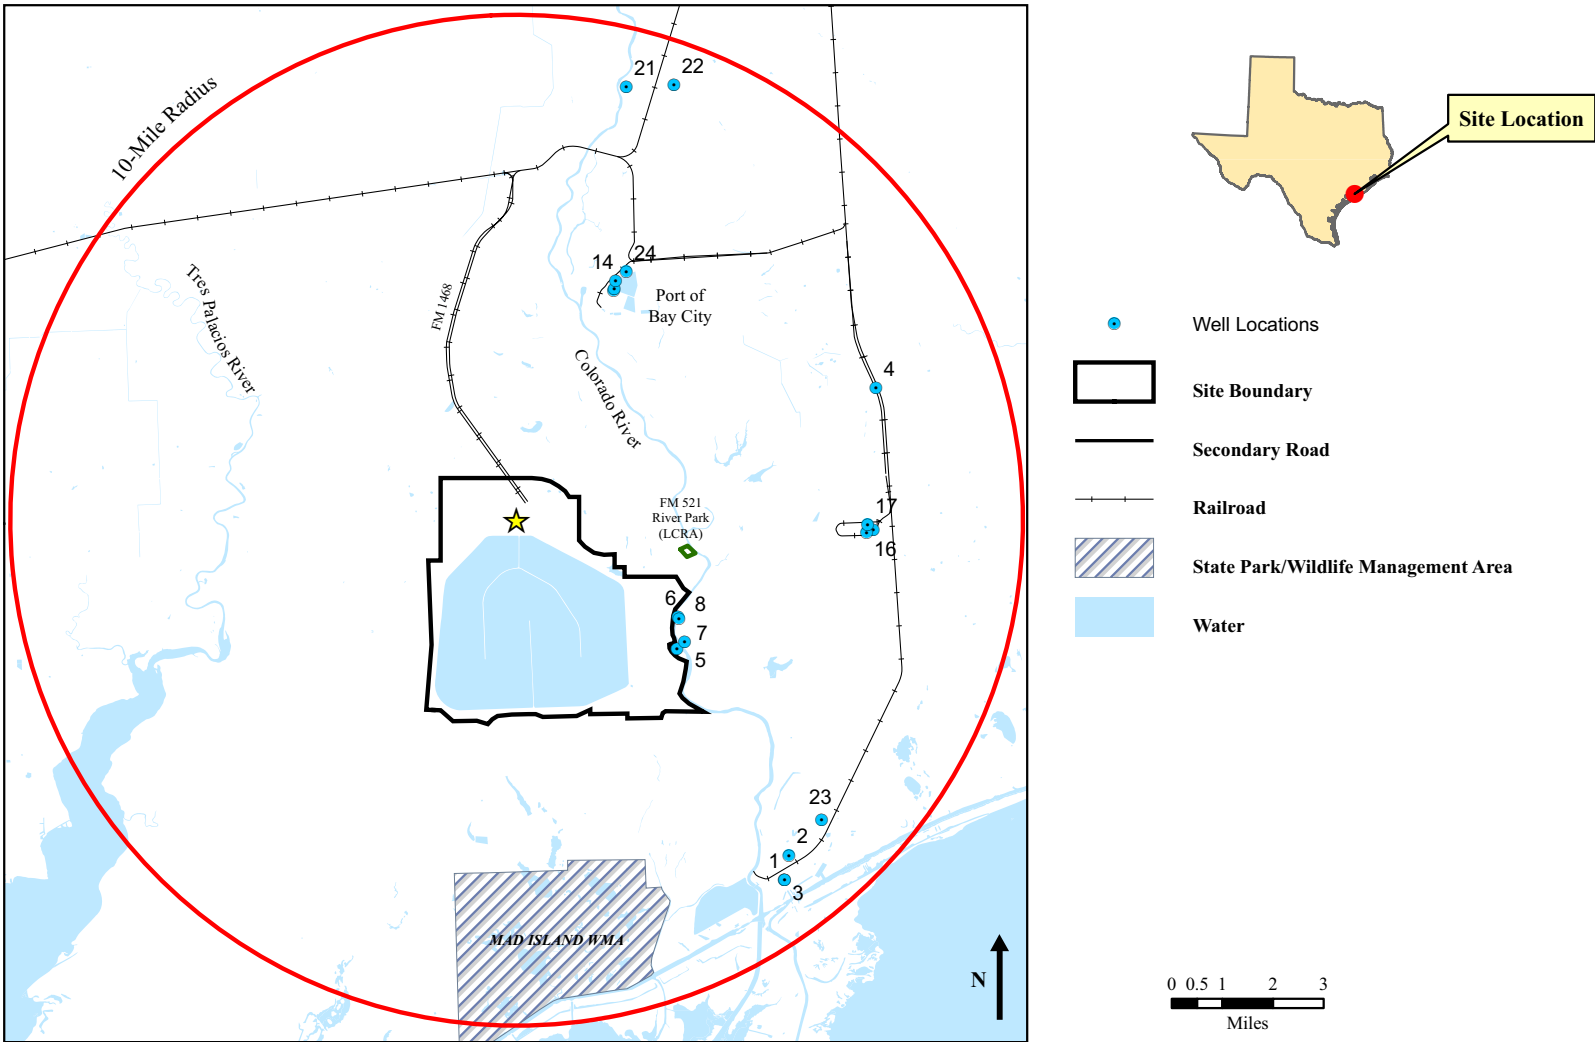 21
22
10-Mile Radius
14
24
Port of
Bay City
Tres Palacios River
FM 1468
Colorado River
4
FM 521
River Park
(LCRA)
17
16
6
8
7
5
23
2
1
3
MAD ISLAND WMA
N
Site Location
Well Locations
Site Boundary
Secondary Road
Railroad
State Park/Wildlife Management Area
Water
0 0.5 1 2 3
Miles